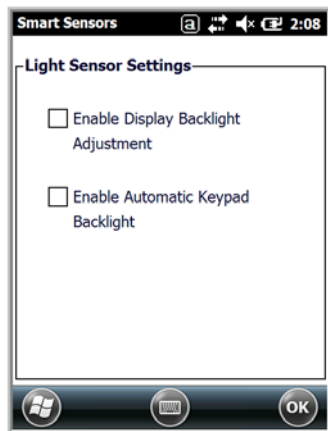 Smart Sensors a 2:08
Light Sensor Settings
Enable Display Backlight
Adjustment
Enable Automatic Keypad
Backlight
OK